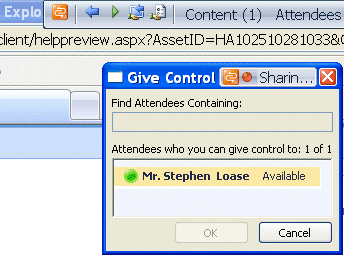 Explo Content (1) Attendees
client/helppreview.aspx?AssetID=HA102510281033&
Give Control Sharin...
Find Attendees Containing:
Attendees who you can give control to: 1 of 1
Mr. Stephen Loase Available
OK Cancel